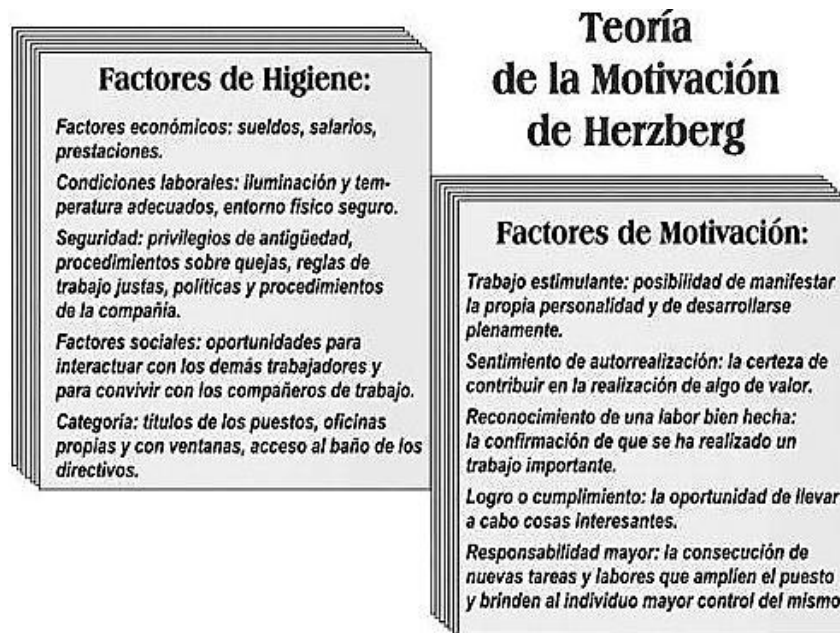 Teoría
de la Motivación
de Herzberg
Factores de Higiene:
Factores económicos: sueldos, salarios,
prestaciones.
Condiciones laborales: iluminación y tem-
peratura adecuados, entorno físico seguro.
Seguridad: privilegios de antigüedad,
procedimientos sobre quejas, reglas de
trabajo justas, políticas y procedimientos
de la compañía.
Factores sociales: oportunidades para
interactuar con los demás trabajadores y
para convivir con los compañeros de trabajo.
Categoría: títulos de los puestos, oficinas
propias y con ventanas, acceso al baño de los
directivos.
Factores de Motivación:
Trabajo estimulante: posibilidad de manifestar
la propia personalidad y de desarrollarse
plenamente.
Sentimiento de autorrealización: la certeza de
contribuir en la realización de algo de valor.
Reconocimiento de una labor bien hecha:
la confirmación de que se ha realizado un
trabajo importante.
Logro o cumplimiento: la oportunidad de llevar
a cabo cosas interesantes.
Responsabilidad mayor: la consecución de
nuevas tareas y labores que amplíen el puesto
y brinden al individuo mayor control del mismo